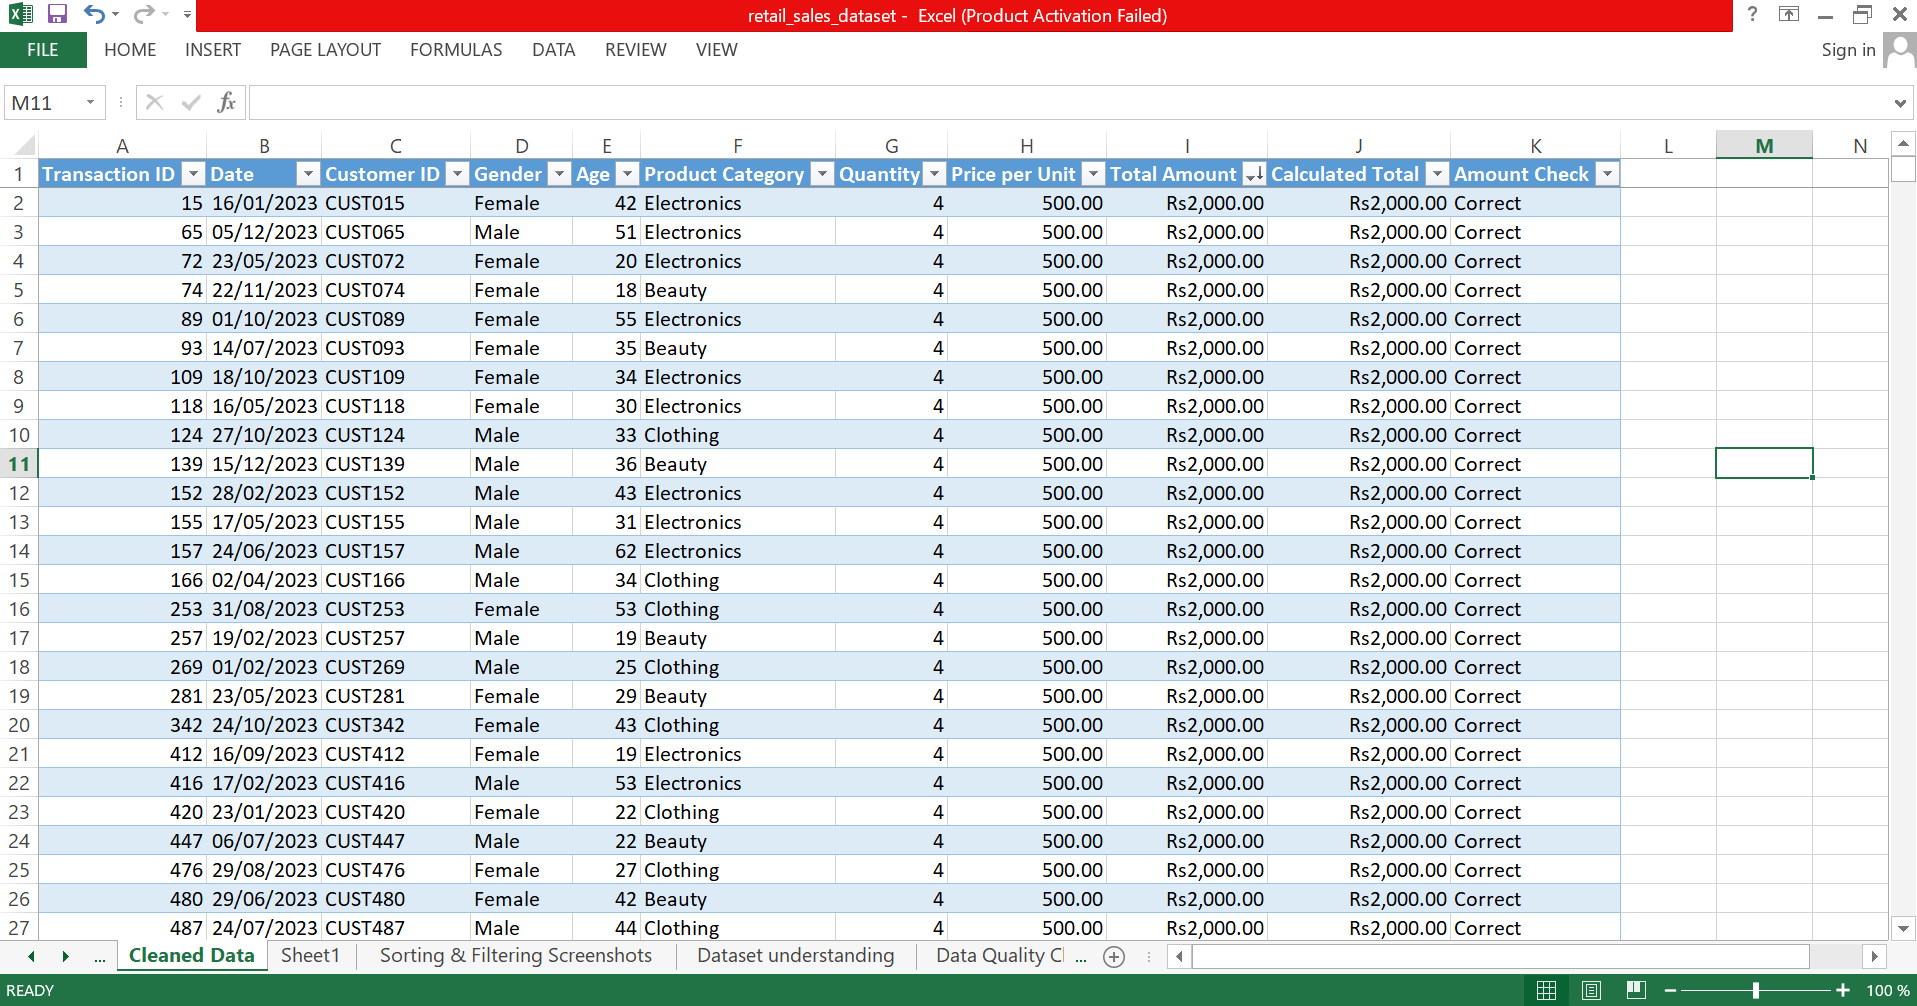 retail_sales_dataset - Excel (Product Activation Failed)
?
FILE HOME INSERT PAGE LAYOUT FORMULAS DATA REVIEW VIEW Sign in
M11 fx
A B C D E F G H I J K L M N
1 Transaction ID Date Customer ID Gender Age Product Category Quantity Price per Unit Total Amount Calculated Total Amount Check
2 15 16/01/2023 CUST015 Female 42 Electronics 4 500.00 Rs2,000.00 Rs2,000.00 Correct
3 65 05/12/2023 CUST065 Male 51 Electronics 4 500.00 Rs2,000.00 Rs2,000.00 Correct
4 72 23/05/2023 CUST072 Female 20 Electronics 4 500.00 Rs2,000.00 Rs2,000.00 Correct
5 74 22/11/2023 CUST074 Female 18 Beauty 4 500.00 Rs2,000.00 Rs2,000.00 Correct
6 89 01/10/2023 CUST089 Female 55 Electronics 4 500.00 Rs2,000.00 Rs2,000.00 Correct
7 93 14/07/2023 CUST093 Female 35 Beauty 4 500.00 Rs2,000.00 Rs2,000.00 Correct
8 109 18/10/2023 CUST109 Female 34 Electronics 4 500.00 Rs2,000.00 Rs2,000.00 Correct
9 118 16/05/2023 CUST118 Female 30 Electronics 4 500.00 Rs2,000.00 Rs2,000.00 Correct
10 124 27/10/2023 CUST124 Male 33 Clothing 4 500.00 Rs2,000.00 Rs2,000.00 Correct
11 139 15/12/2023 CUST139 Male 36 Beauty 4 500.00 Rs2,000.00 Rs2,000.00 Correct
12 152 28/02/2023 CUST152 Male 43 Electronics 4 500.00 Rs2,000.00 Rs2,000.00 Correct
13 155 17/05/2023 CUST155 Male 31 Electronics 4 500.00 Rs2,000.00 Rs2,000.00 Correct
14 157 24/06/2023 CUST157 Male 62 Electronics 4 500.00 Rs2,000.00 Rs2,000.00 Correct
15 166 02/04/2023 CUST166 Male 34 Clothing 4 500.00 Rs2,000.00 Rs2,000.00 Correct
16 253 31/08/2023 CUST253 Female 53 Clothing 4 500.00 Rs2,000.00 Rs2,000.00 Correct
17 257 19/02/2023 CUST257 Male 19 Beauty 4 500.00 Rs2,000.00 Rs2,000.00 Correct
18 269 01/02/2023 CUST269 Male 25 Clothing 4 500.00 Rs2,000.00 Rs2,000.00 Correct
19 281 23/05/2023 CUST281 Female 29 Beauty 4 500.00 Rs2,000.00 Rs2,000.00 Correct
20 342 24/10/2023 CUST342 Female 43 Clothing 4 500.00 Rs2,000.00 Rs2,000.00 Correct
21 412 16/09/2023 CUST412 Female 19 Electronics 4 500.00 Rs2,000.00 Rs2,000.00 Correct
22 416 17/02/2023 CUST416 Male 53 Electronics 4 500.00 Rs2,000.00 Rs2,000.00 Correct
23 420 23/01/2023 CUST420 Female 22 Clothing 4 500.00 Rs2,000.00 Rs2,000.00 Correct
24 447 06/07/2023 CUST447 Male 22 Beauty 4 500.00 Rs2,000.00 Rs2,000.00 Correct
25 476 29/08/2023 CUST476 Female 27 Clothing 4 500.00 Rs2,000.00 Rs2,000.00 Correct
26 480 29/06/2023 CUST480 Female 42 Beauty 4 500.00 Rs2,000.00 Rs2,000.00 Correct
27 487 24/07/2023 CUST487 Male 44 Clothing 4 500.00 Rs2,000.00 Rs2,000.00 Correct
... Cleaned Data Sheet1 Sorting & Filtering Screenshots Dataset understanding Data Quality C ...
READY 100 %